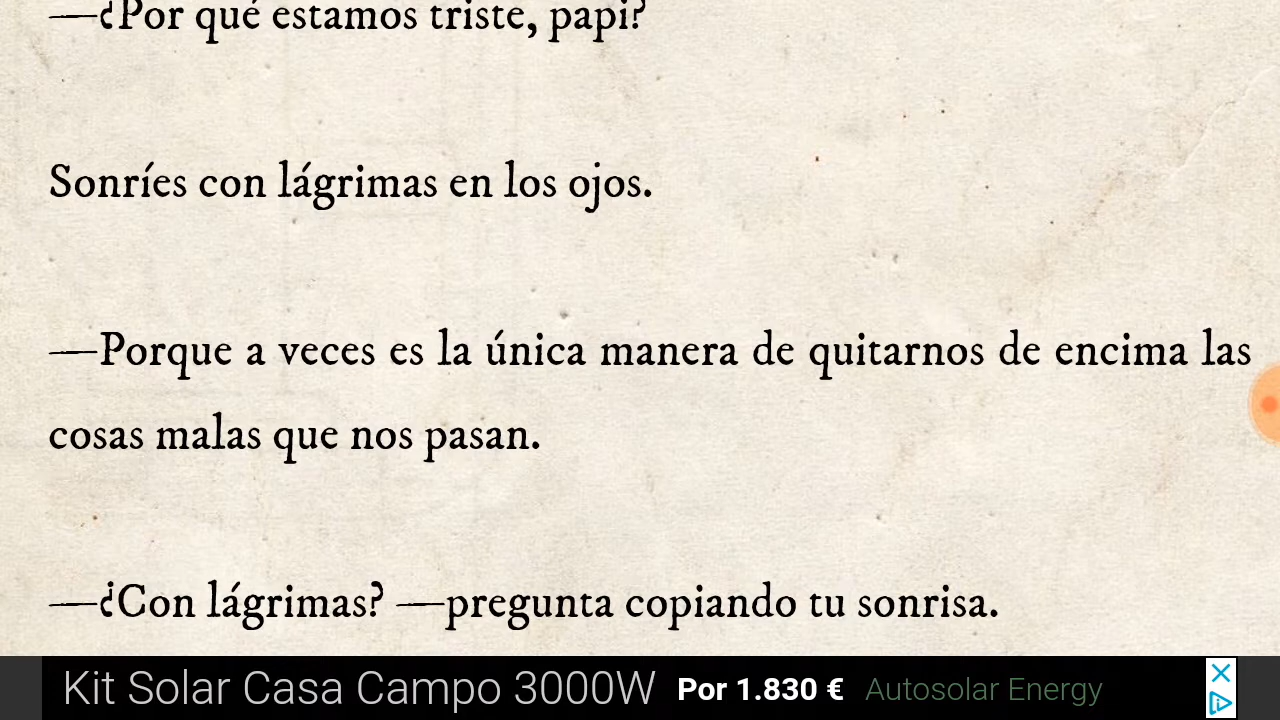 —¿Por qué estamos triste, papi?
Sonríes con lágrimas en los ojos.
—Porque a veces es la única manera de quitarnos de encima las
cosas malas que nos pasan.
—¿Con lágrimas? —pregunta copiando tu sonrisa.
Kit Solar Casa Campo 3000W Por 1.830 € Autosolar Energy